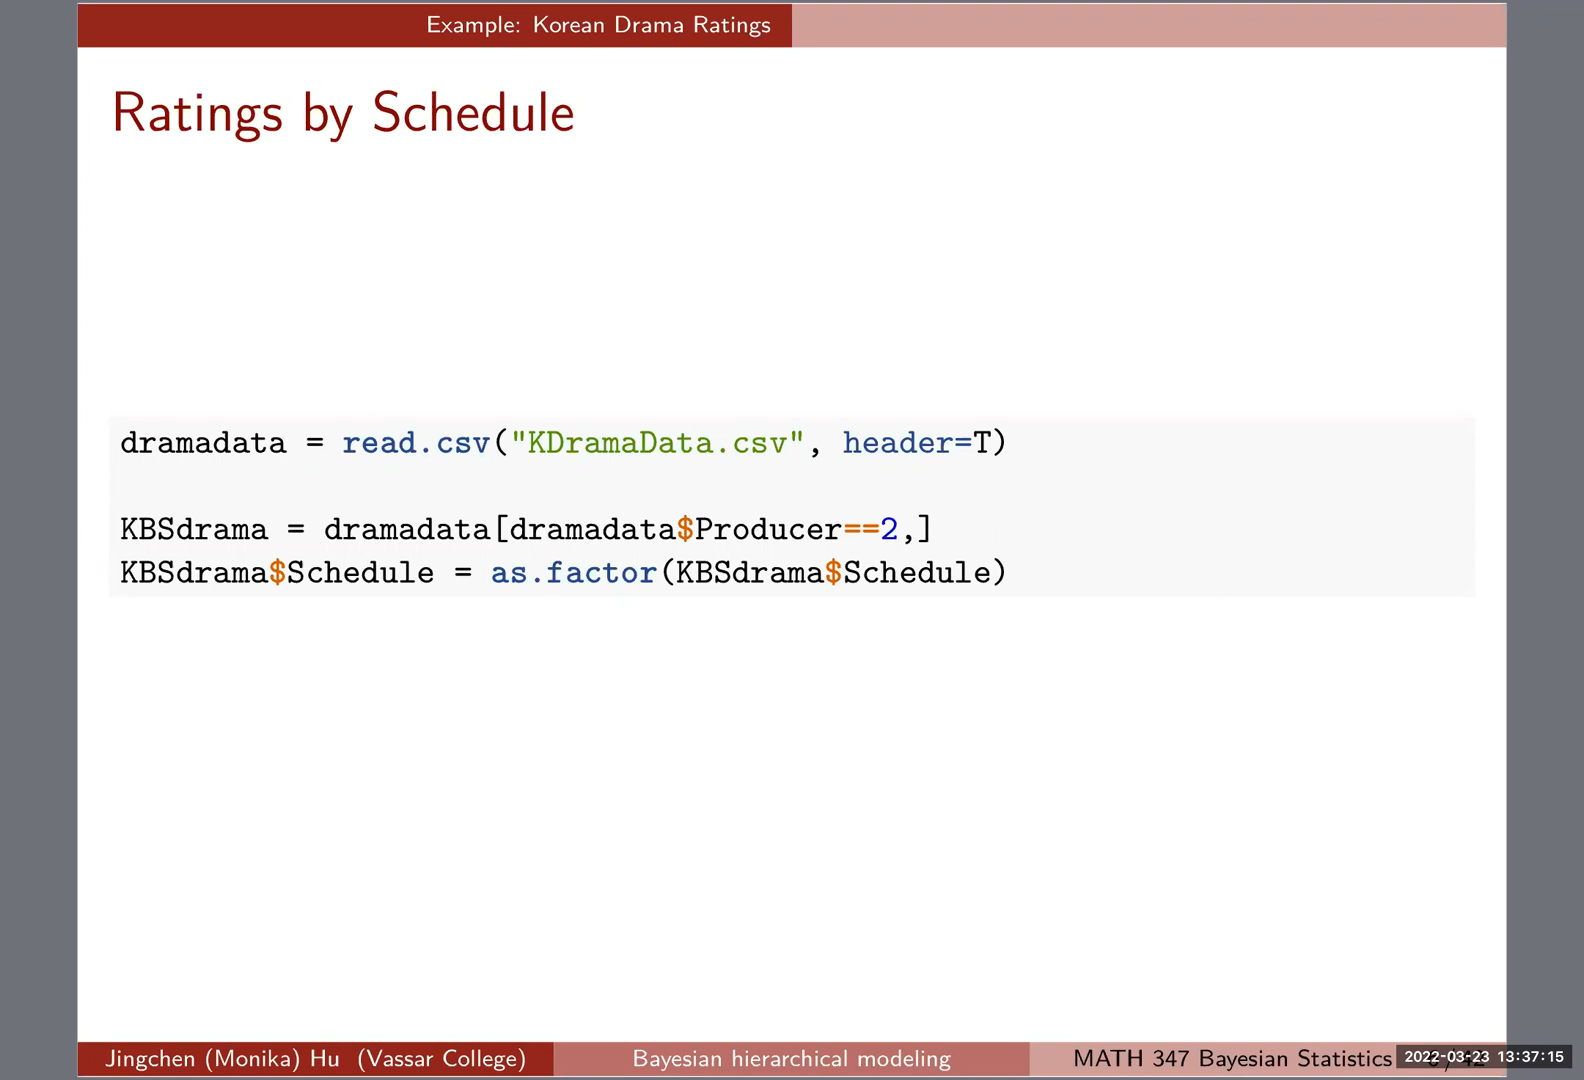 Example: Korean Drama Ratings
Ratings by Schedule
dramadata = read.csv("KDramaData.csv", header=T)
KBSdrama = dramadata[dramadata$Producer==2,]
KBSdrama$Schedule = as.factor(KBSdrama$Schedule)
Jingchen (Monika) Hu (Vassar College)
Bayesian hierarchical modeling
MATH 347 Bayesian Statistics
2022-03-23 13:37:15